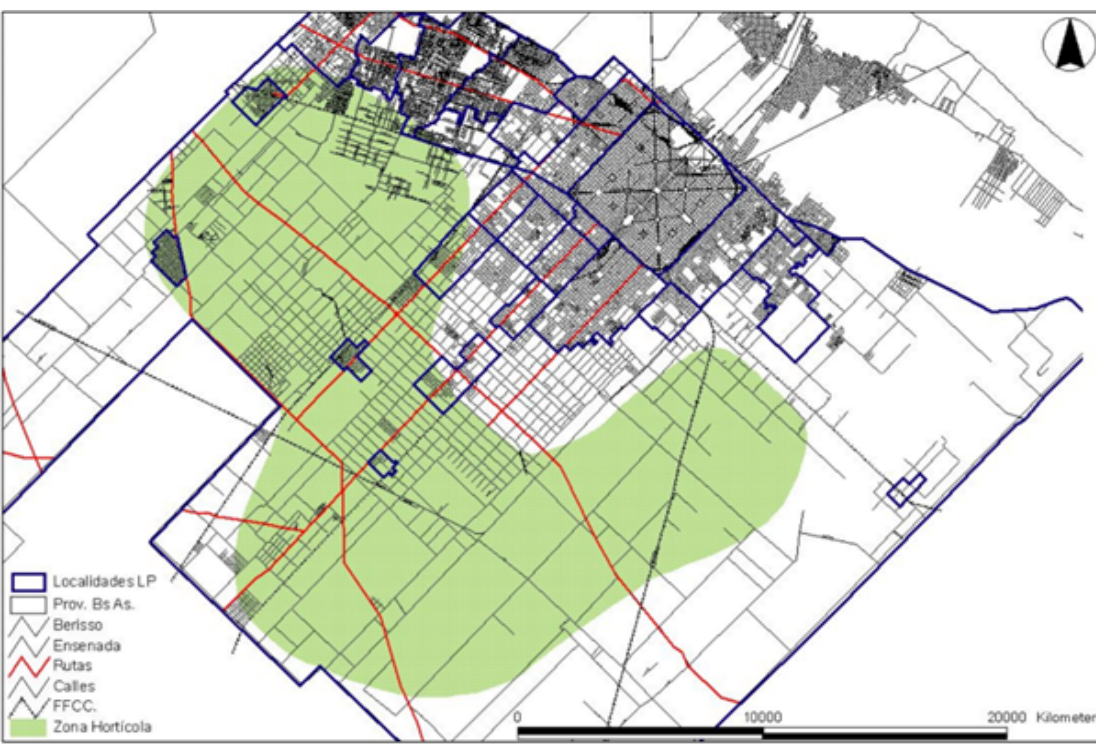 Localidades LP
Prov. Bs As.
Berisso
Ensenada
Rutas
Calles
FFCC.
Zona Hortícola
0 10000 20000 Kilometer